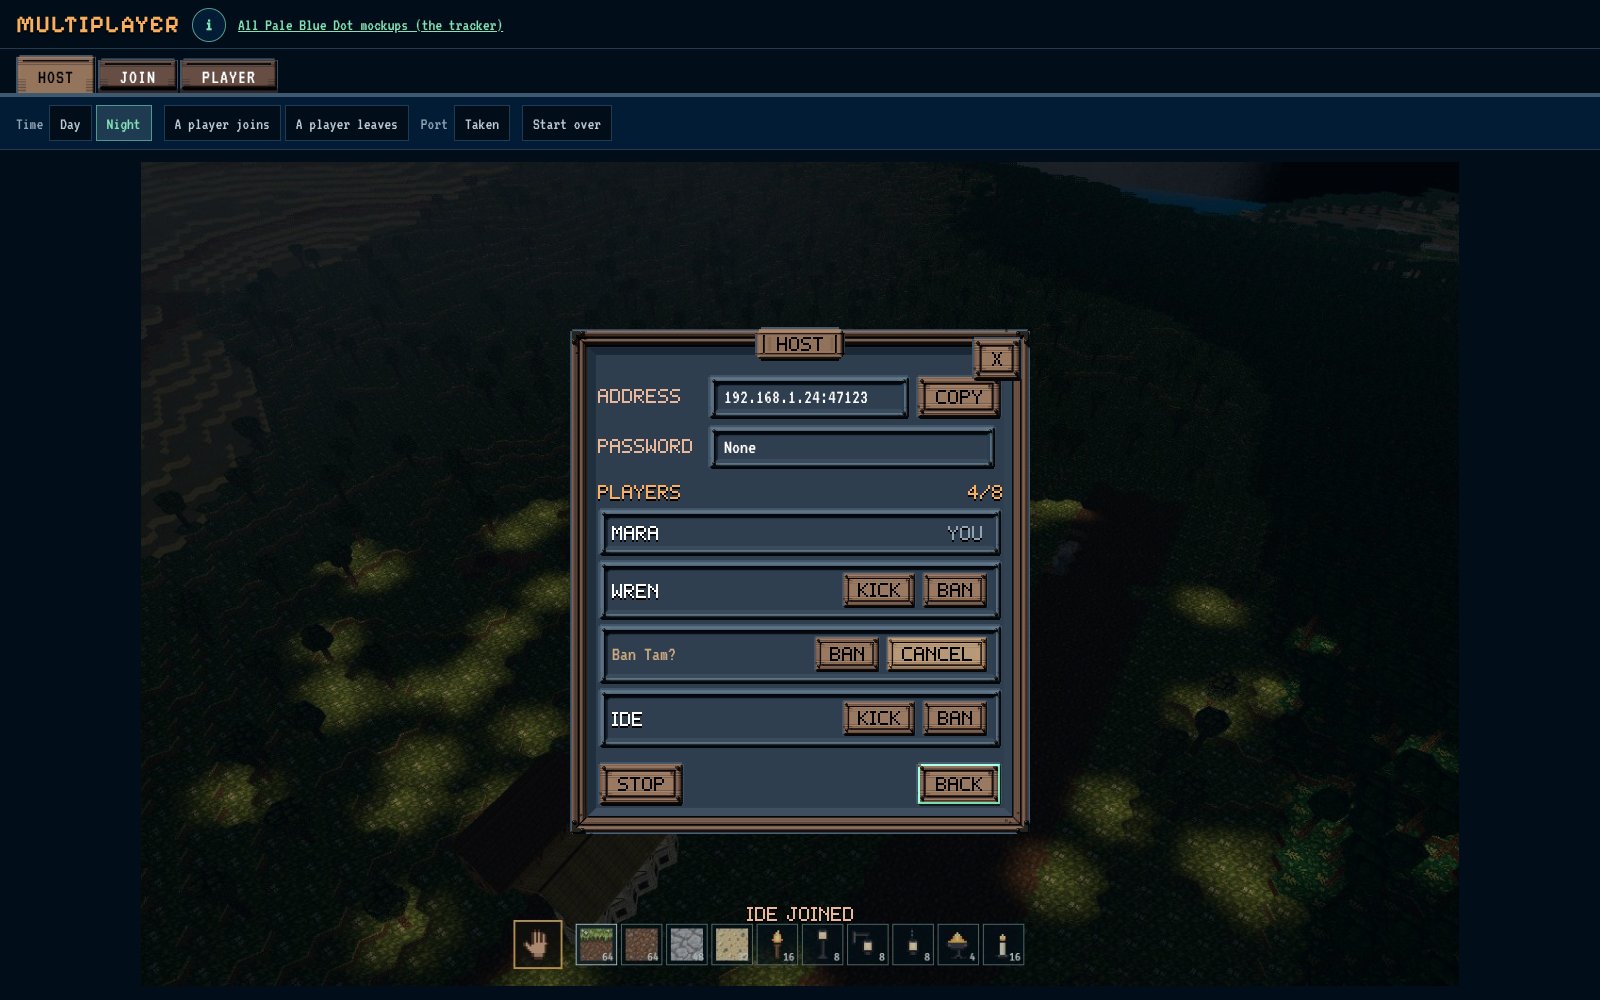 MULTIPLAYER i All Pale Blue Dot mockups (the tracker)
HOST JOIN PLAYER
Time Day Night A player joins A player leaves Port Taken Start over
HOST
X
ADDRESS 192.168.1.24:47123 COPY
PASSWORD None
PLAYERS 4/8
MARA YOU
WREN KICK BAN
Ban Tam? BAN CANCEL
IDE KICK BAN
STOP BACK
IDE JOINED
64 64 16 8 8 8 4 16